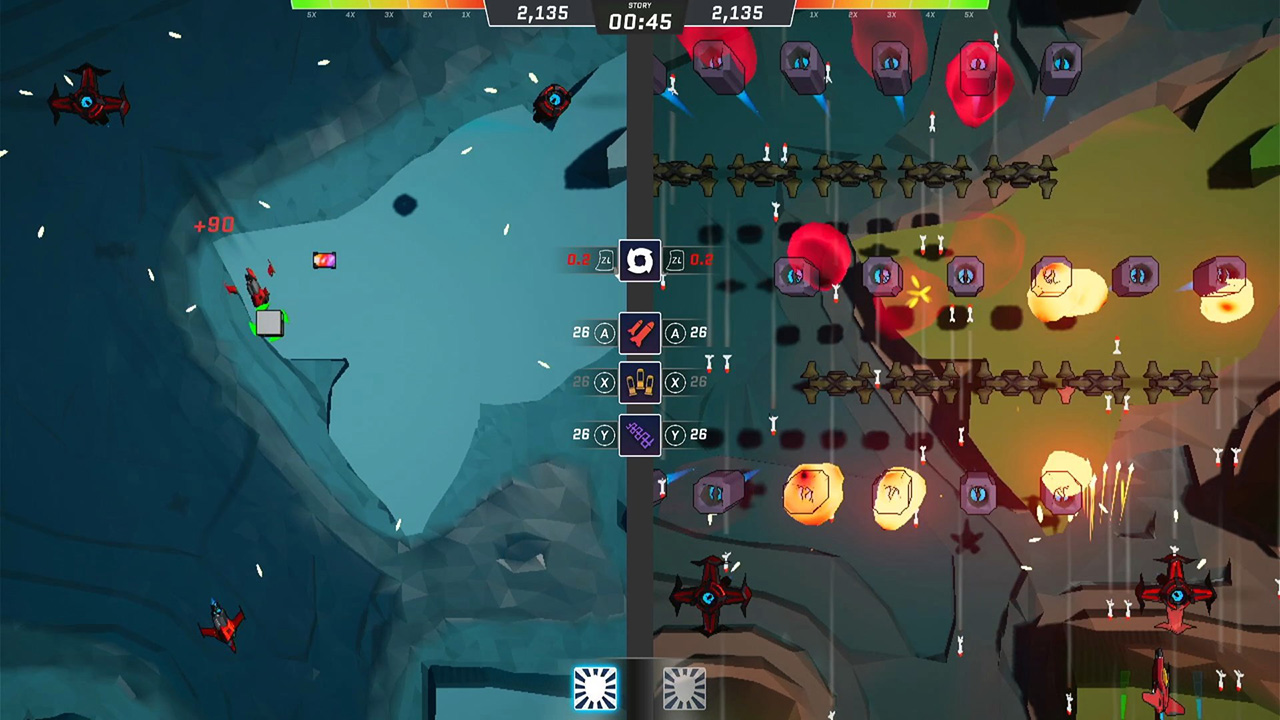 5X 4X 3X 2X 1X
2,135
STORY
00:45
2,135
1X 2X 3X 4X 5X
+90
0.2 ZL ZL 0.2
26 A A 26
26 X X 26
26 Y Y 26